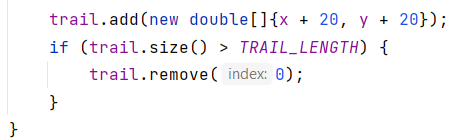 trail.add(new double[]{x + 20, y + 20});
if (trail.size() > TRAIL_LENGTH) {
trail.remove( index: 0);
}
}